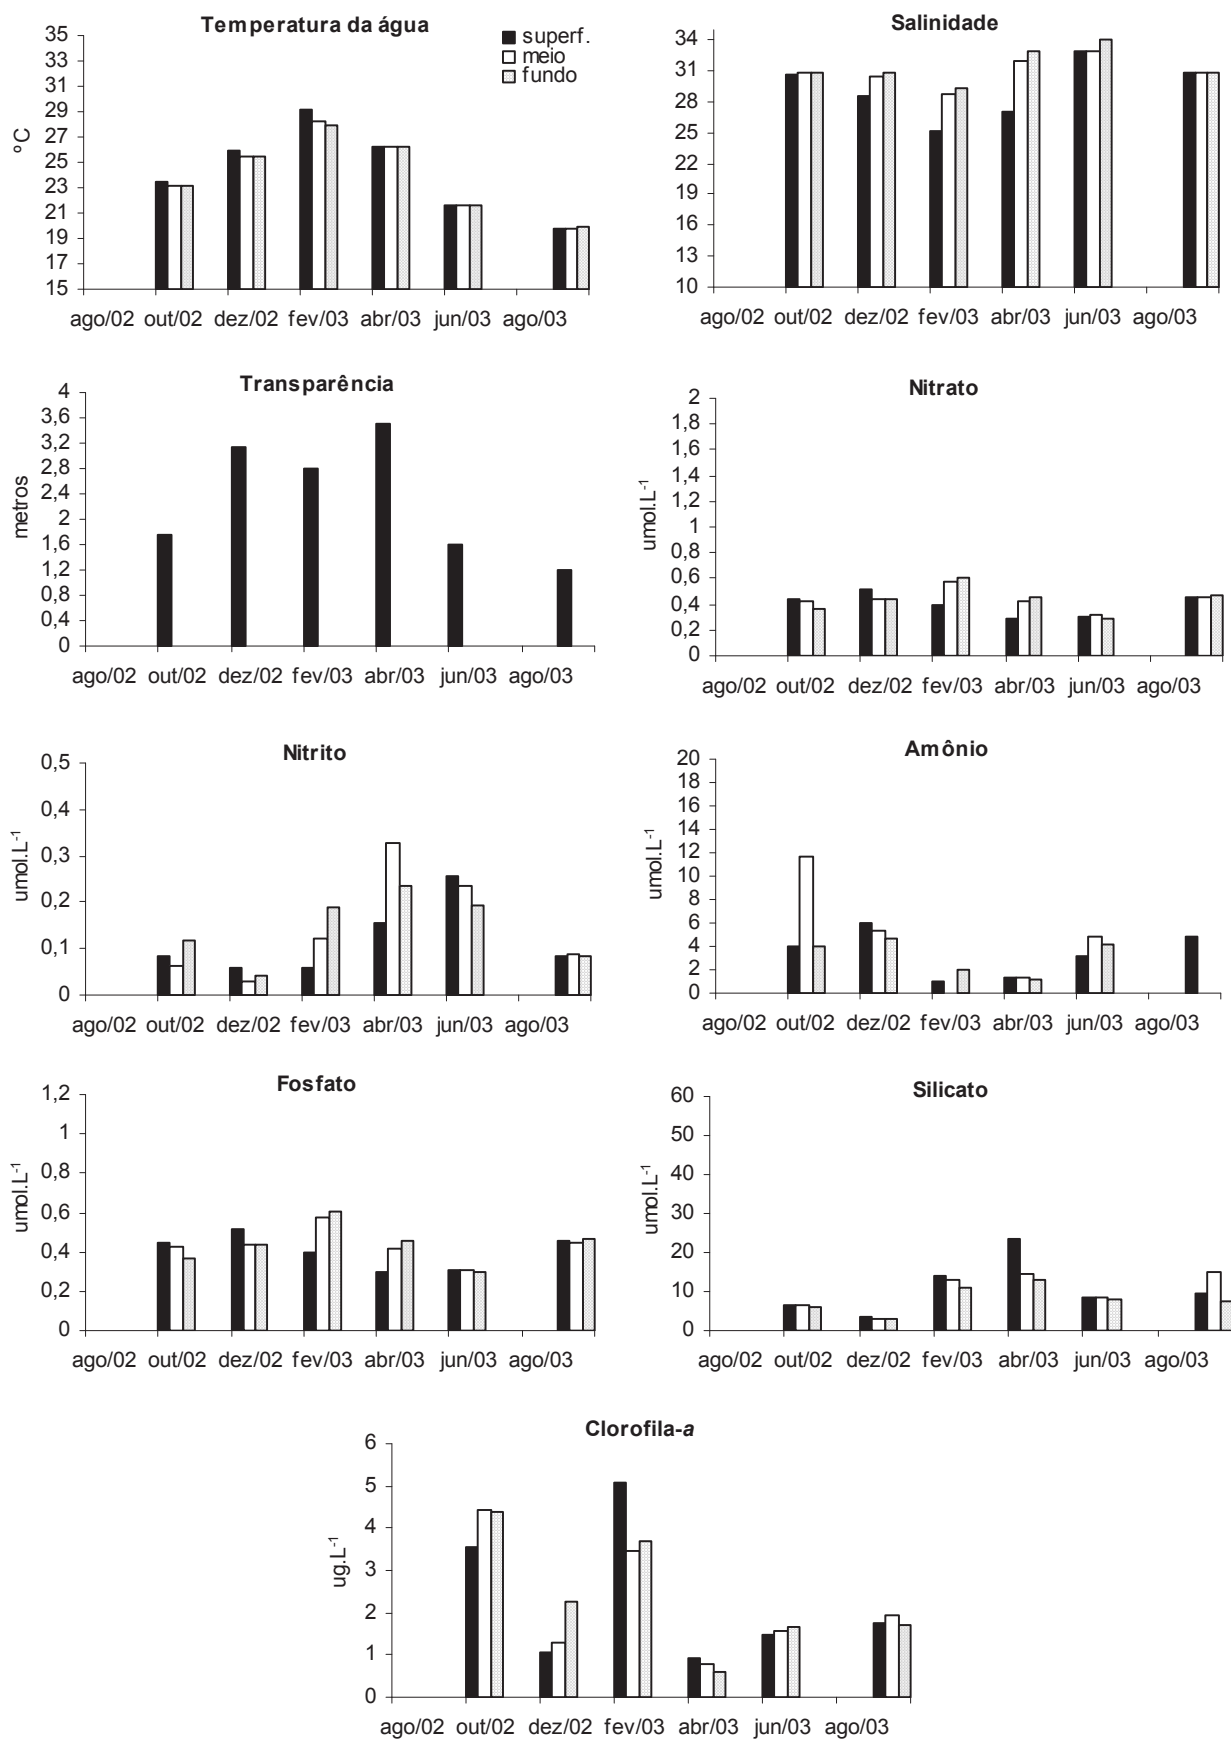 Temperatura da água
superf.
meio
fundo
35
33
31
29
27
25
23
21
19
17
15
ºC
ago/02 out/02 dez/02 fev/03 abr/03 jun/03 ago/03
Salinidade
34
31
28
25
22
19
16
13
10
ago/02 out/02 dez/02 fev/03 abr/03 jun/03 ago/03
Transparência
4
3,6
3,2
2,8
2,4
2
1,6
1,2
0,8
0,4
0
metros
ago/02 out/02 dez/02 fev/03 abr/03 jun/03 ago/03
Nitrato
2
1,8
1,6
1,4
1,2
1
0,8
0,6
0,4
0,2
0
umol.L-1
ago/02 out/02 dez/02 fev/03 abr/03 jun/03 ago/03
Nitrito
0,5
0,4
0,3
0,2
0,1
0
umol.L-1
ago/02 out/02 dez/02 fev/03 abr/03 jun/03 ago/03
Amônio
20
18
16
14
12
10
8
6
4
2
0
umol.L-1
ago/02 out/02 dez/02 fev/03 abr/03 jun/03 ago/03
Fosfato
1,2
1
0,8
0,6
0,4
0,2
0
umol.L-1
ago/02 out/02 dez/02 fev/03 abr/03 jun/03 ago/03
Silicato
60
50
40
30
20
10
0
umol.L-1
ago/02 out/02 dez/02 fev/03 abr/03 jun/03 ago/03
Clorofila-a
6
5
4
3
2
1
0
ug.L-1
ago/02 out/02 dez/02 fev/03 abr/03 jun/03 ago/03